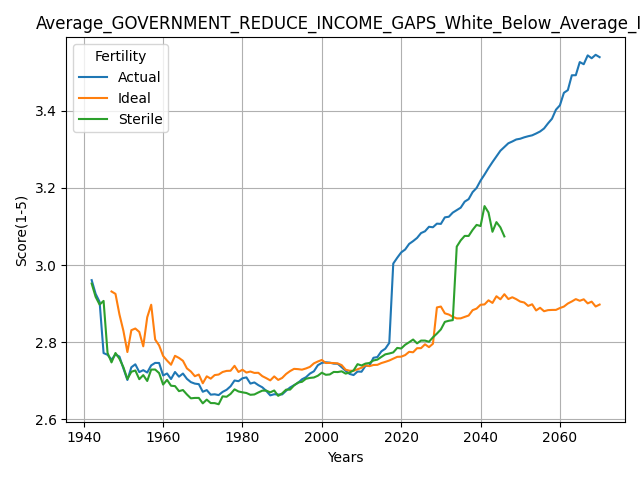 Average_GOVERNMENT_REDUCE_INCOME_GAPS_White_Below_Average_I
Fertility
Actual
Ideal
Sterile
3.4
3.2
3.0
2.8
2.6
Score(1-5)
1940 1960 1980 2000 2020 2040 2060
Years